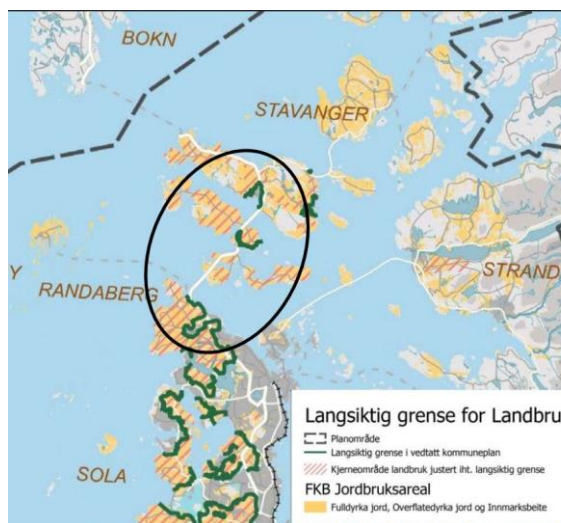 BOKN
STAVANGER
Y
RANDABERG
STRAND
SOLA
Langsiktig grense for Landbru
Planområde
Langsiktig grense i vedtatt kommuneplan
Kjerneområde landbruk justert iht. langsiktig grense
FKB Jordbruksareal
Fulldyrka jord, Overflatedyrka jord og Innmarksbeite